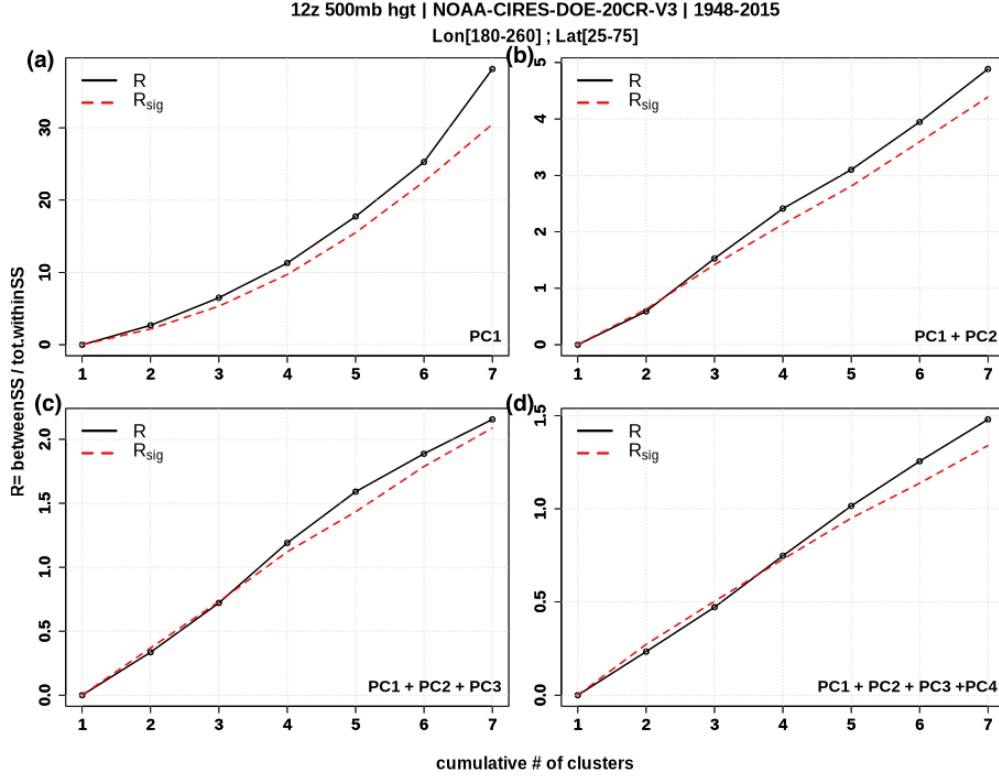 12z 500mb hgt | NOAA-CIRES-DOE-20CR-V3 | 1948-2015
Lon[180-260] ; Lat[25-75]
R= betweenSS / tot.withinSS
(a)
R
Rsig
30
20
10
0
1 2 3 4 5 6 7
PC1
(b)
R
Rsig
5
4
3
2
1
0
1 2 3 4 5 6 7
PC1 + PC2
(c)
R
Rsig
2.0
1.5
1.0
0.5
0.0
1 2 3 4 5 6 7
PC1 + PC2 + PC3
(d)
R
Rsig
1.5
1.0
0.5
0.0
1 2 3 4 5 6 7
PC1 + PC2 + PC3 +PC4
cumulative # of clusters